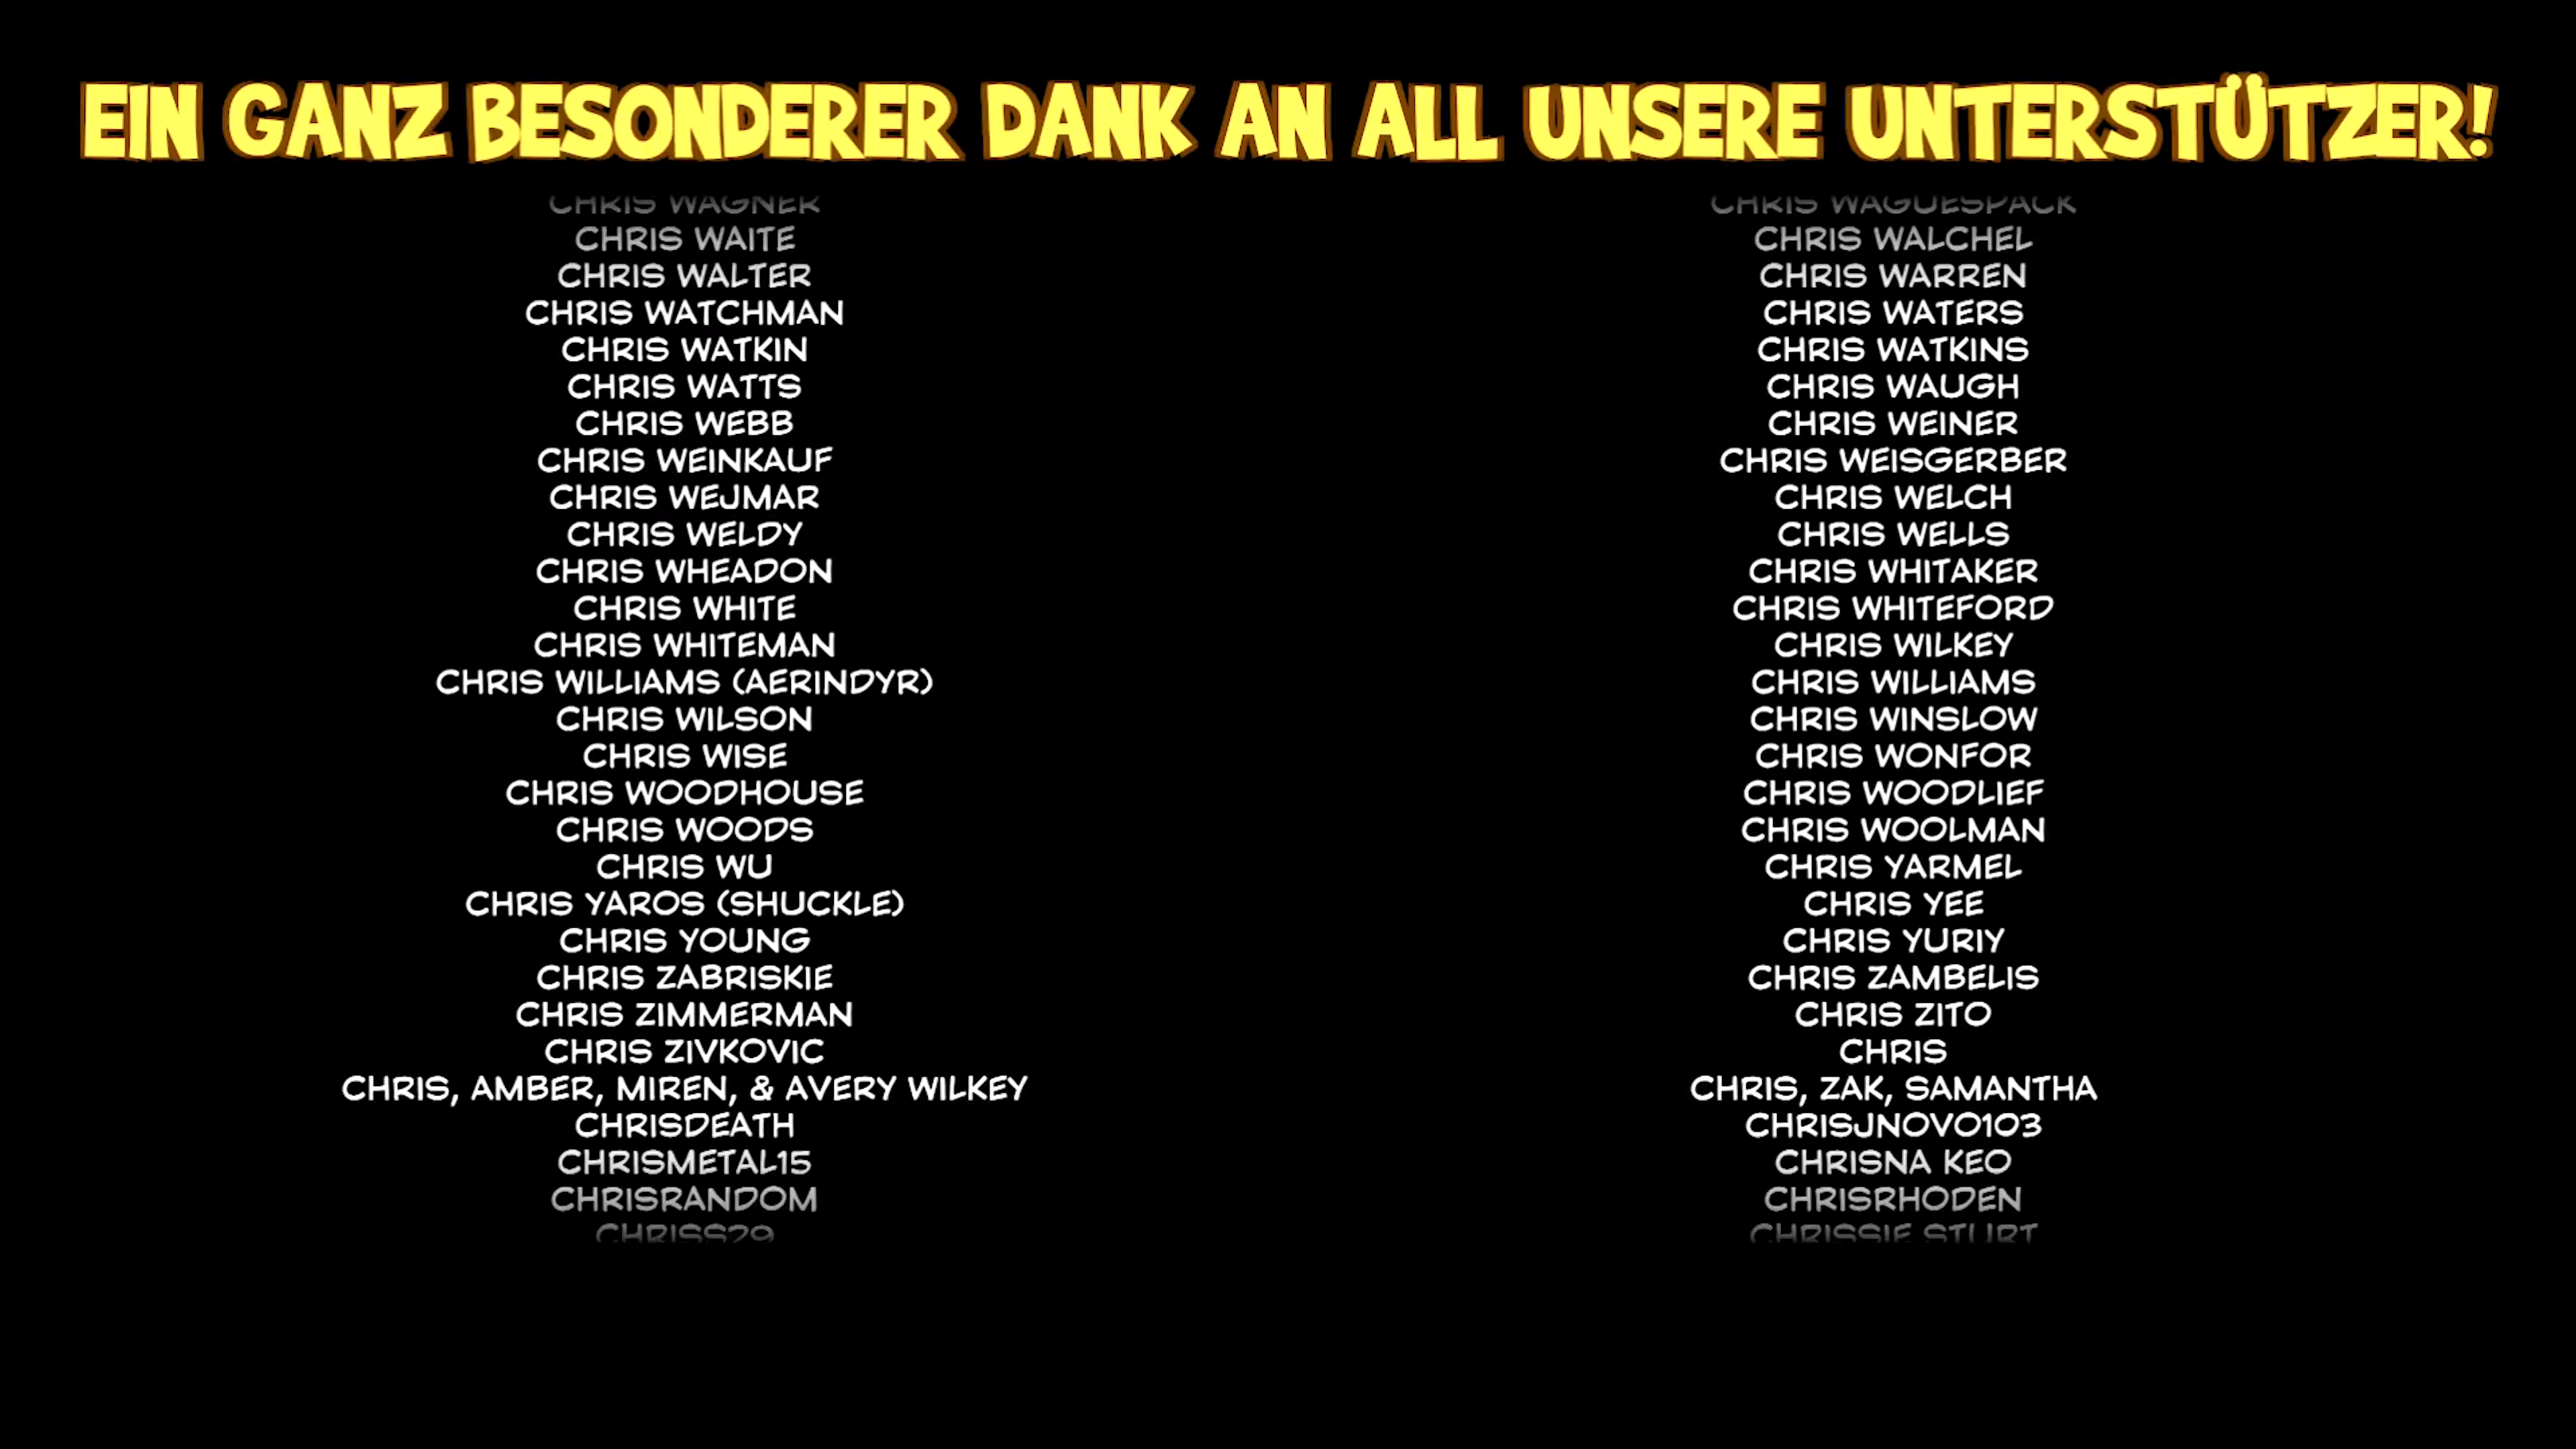 EIN GANZ BESONDERER DANK AN ALL UNSERE UNTERSTÜTZER!
CHRIS WAGNER CHRIS WAGUESPACK
CHRIS WAITE CHRIS WALCHEL
CHRIS WALTER CHRIS WARREN
CHRIS WATCHMAN CHRIS WATERS
CHRIS WATKIN CHRIS WATKINS
CHRIS WATTS CHRIS WAUGH
CHRIS WEBB CHRIS WEINER
CHRIS WEINKAUF CHRIS WEISGERBER
CHRIS WEJMAR CHRIS WELCH
CHRIS WELDY CHRIS WELLS
CHRIS WHEADON CHRIS WHITAKER
CHRIS WHITE CHRIS WHITEFORD
CHRIS WHITEMAN CHRIS WILKEY
CHRIS WILLIAMS (AERINDYR) CHRIS WILLIAMS
CHRIS WILSON CHRIS WINSLOW
CHRIS WISE CHRIS WONFOR
CHRIS WOODHOUSE CHRIS WOODLIEF
CHRIS WOODS CHRIS WOOLMAN
CHRIS WU CHRIS YARMEL
CHRIS YAROS (SHUCKLE) CHRIS YEE
CHRIS YOUNG CHRIS YURIY
CHRIS ZABRISKIE CHRIS ZAMBELIS
CHRIS ZIMMERMAN CHRIS ZITO
CHRIS ZIVKOVIC CHRIS
CHRIS, AMBER, MIREN, & AVERY WILKEY CHRIS, ZAK, SAMANTHA
CHRISDEATH CHRISJNOVO103
CHRISMETAL15 CHRISNA KEO
CHRISRANDOM CHRISRHODEN
CHRISS29 CHRISSIE STURT